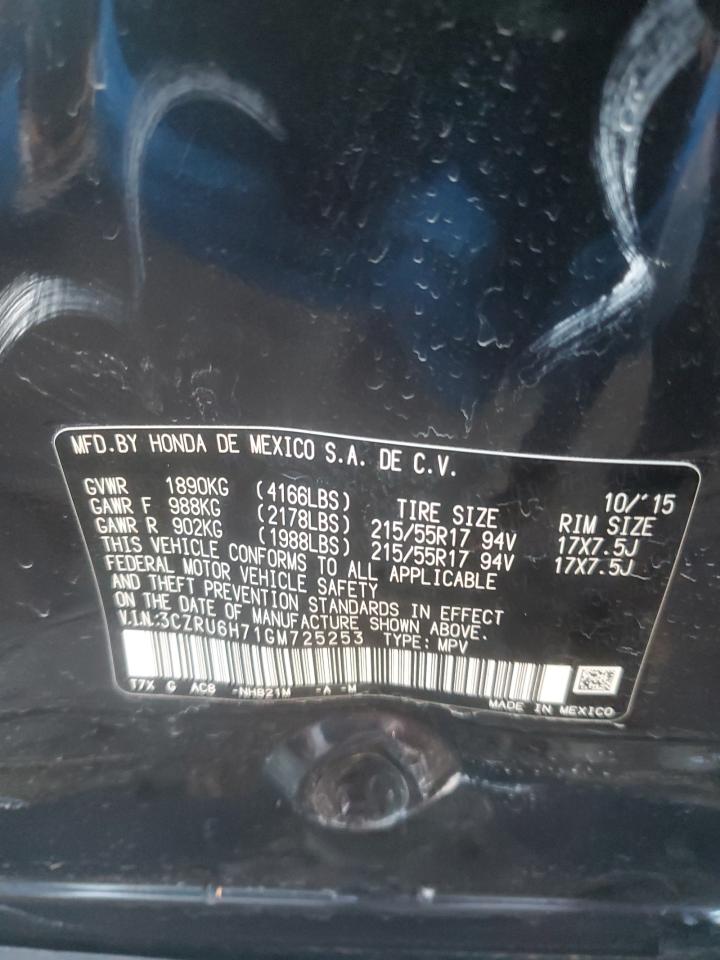 MFD.BY HONDA DE MEXICO S.A. DE C.V.
10/'15
GVWR 1890KG (4166LBS) TIRE SIZE RIM SIZE
GAWR F 988KG (2178LBS) 215/55R17 94V 17X7.5J
GAWR R 902KG (1988LBS) 215/55R17 94V 17X7.5J
THIS VEHICLE CONFORMS TO ALL APPLICABLE
FEDERAL MOTOR VEHICLE SAFETY
AND THEFT PREVENTION STANDARDS IN EFFECT
ON THE DATE OF MANUFACTURE SHOWN ABOVE.
V.I.N.:3CZRU6H71GM725253 TYPE: MPV
T7X G AC8 -NH821M -A -M
MADE IN MEXICO